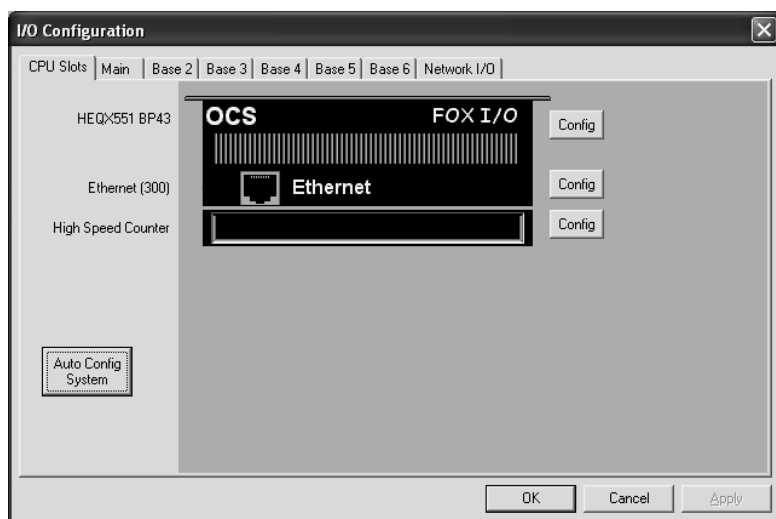 I/O Configuration
CPU Slots Main Base 2 Base 3 Base 4 Base 5 Base 6 Network I/O
HEQX551 BP43
OCS FOX I/O
Config
Ethernet (300)
Ethernet
Config
High Speed Counter
Config
Auto Config
System
OK Cancel Apply